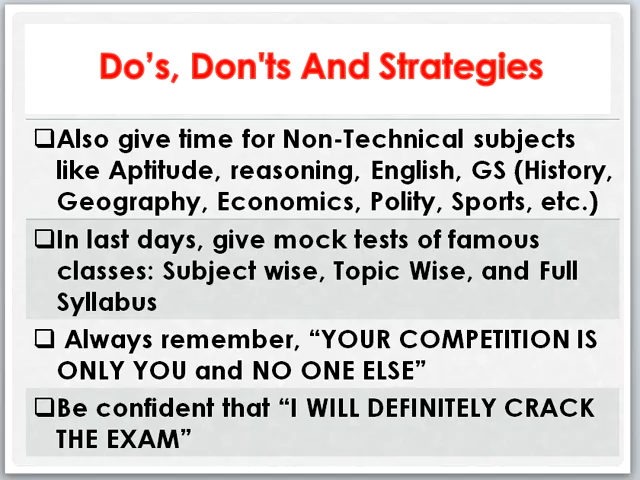 Do’s, Don'ts And Strategies
❑Also give time for Non-Technical subjects
like Aptitude, reasoning, English, GS (History,
Geography, Economics, Polity, Sports, etc.)
❑In last days, give mock tests of famous
classes: Subject wise, Topic Wise, and Full
Syllabus
❑ Always remember, “YOUR COMPETITION IS
ONLY YOU and NO ONE ELSE”
❑Be confident that “I WILL DEFINITELY CRACK
THE EXAM”